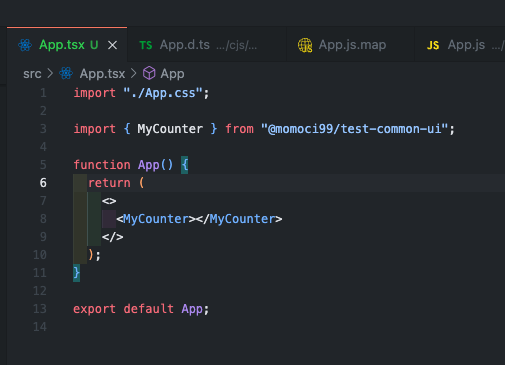 App.tsx U
TS App.d.ts .../cjs/...
App.js.map
JS App.js ...
src > App.tsx > App
1 import "./App.css";
2
3 import { MyCounter } from "@momoci99/test-common-ui";
4
5 function App() {
6 return (
7 <>
8 <MyCounter></MyCounter>
9 </>
10 );
11 }
12
13 export default App;
14